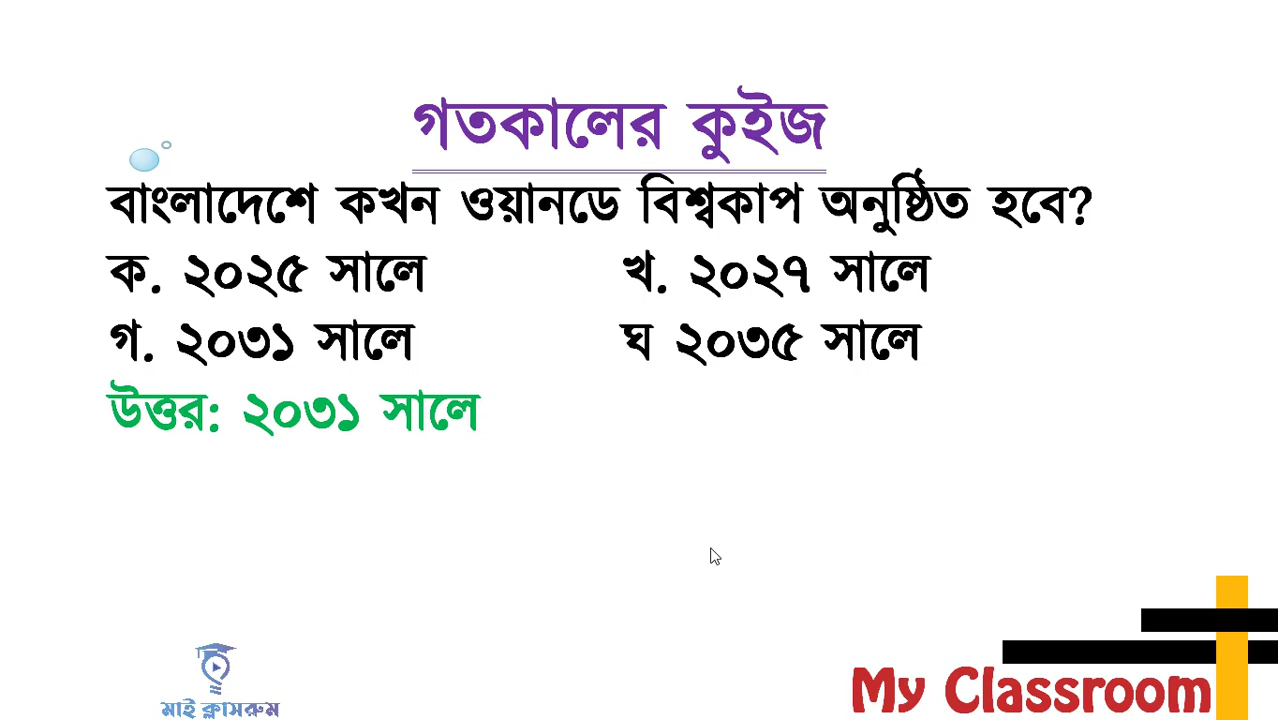 গতকালের কুইজ
বাংলাদেশে কখন ওয়ানডে বিশ্বকাপ অনুষ্ঠিত হবে?
ক. ২০২৫ সালে খ. ২০২৭ সালে
গ. ২০৩১ সালে ঘ ২০৩৫ সালে
উত্তর: ২০৩১ সালে
মাই ক্লাসরুম
My Classroom